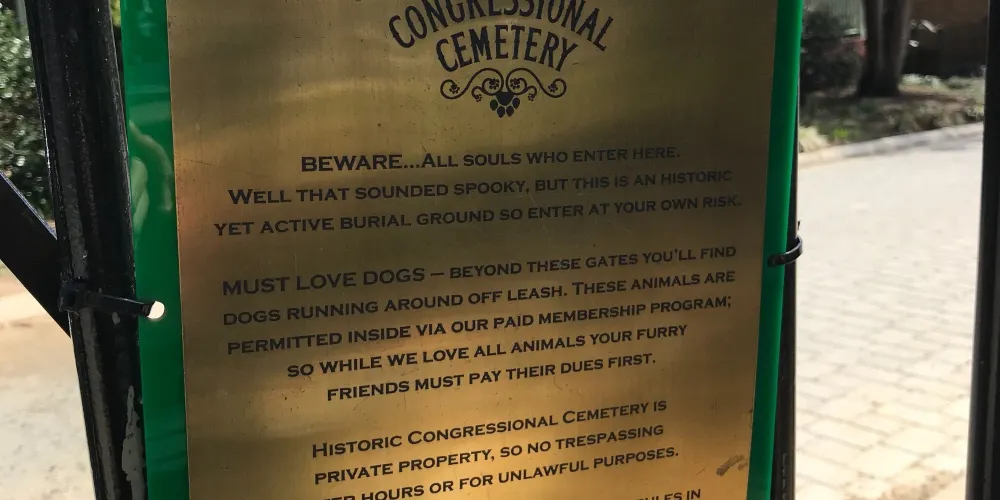 CONGRESSIONAL
CEMETERY
BEWARE...ALL SOULS WHO ENTER HERE.
WELL THAT SOUNDED SPOOKY, BUT THIS IS AN HISTORIC
YET ACTIVE BURIAL GROUND SO ENTER AT YOUR OWN RISK.
MUST LOVE DOGS – BEYOND THESE GATES YOU'LL FIND
DOGS RUNNING AROUND OFF LEASH. THESE ANIMALS ARE
PERMITTED INSIDE VIA OUR PAID MEMBERSHIP PROGRAM;
SO WHILE WE LOVE ALL ANIMALS YOUR FURRY
FRIENDS MUST PAY THEIR DUES FIRST.
HISTORIC CONGRESSIONAL CEMETERY IS
PRIVATE PROPERTY, SO NO TRESPASSING
HOURS OR FOR UNLAWFUL PURPOSES.
IN